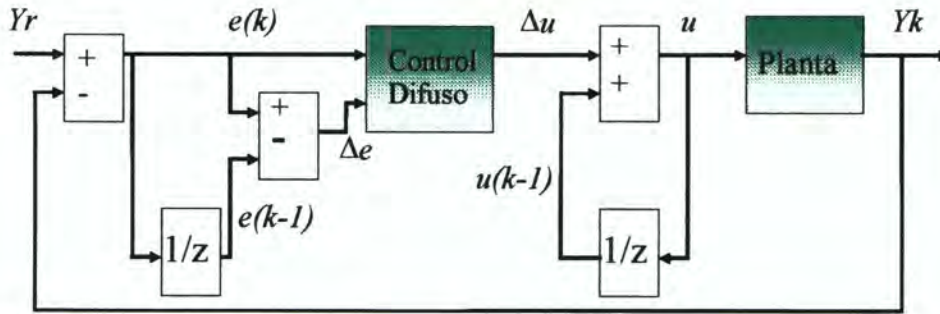 Yr
e(k)
Δu
u
Yk
+
-
Control
Difuso
+
+
Planta
+
-
Δe
u(k-1)
e(k-1)
1/z
1/z